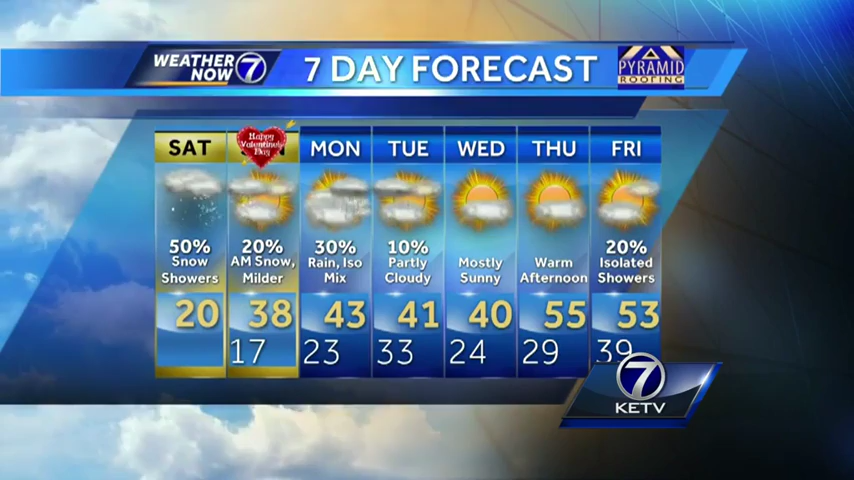 WEATHER NOW 7
7 DAY FORECAST
PYRAMID
ROOFING
SAT
Happy
Valentine's
Day
MON
TUE
WED
THU
FRI
50%
Snow
Showers
20
20%
AM Snow,
Milder
38
17
30%
Rain, Iso
Mix
43
23
10%
Partly
Cloudy
41
33
Mostly
Sunny
40
24
Warm
Afternoon
55
29
20%
Isolated
Showers
53
39
7
KETV